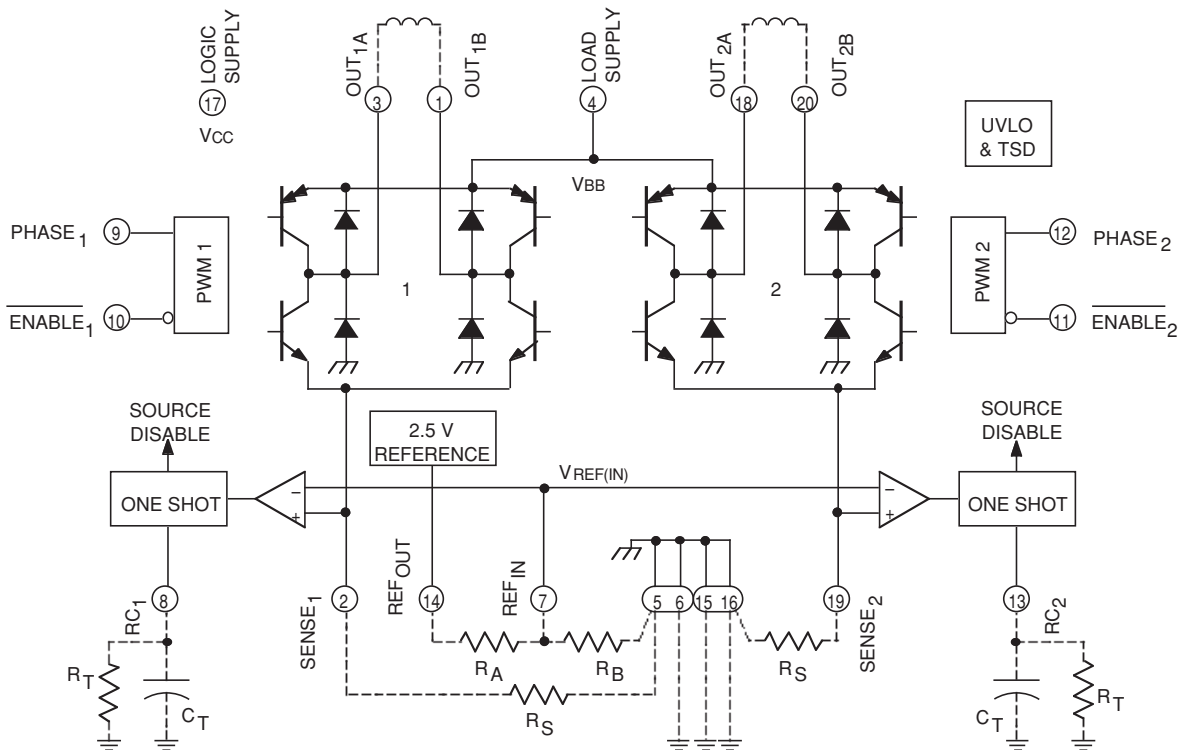 LOGIC SUPPLY
17
VCC
OUT1A
3
OUT1B
1
LOAD SUPPLY
4
VBB
OUT2A
18
OUT2B
20
UVLO
& TSD
PHASE1
9
ENABLE1
10
PWM 1
1
2
PWM 2
12
PHASE2
11
ENABLE2
SOURCE
DISABLE
2.5 V
REFERENCE
SOURCE
DISABLE
ONE SHOT
−
+
VREF(IN)
−
+
ONE SHOT
RC1
8
SENSE1
2
REFOUT
14
REFIN
7
5
6
15
16
19
SENSE2
13
RC2
RT
CT
RA
RB
RS
RS
CT
RT